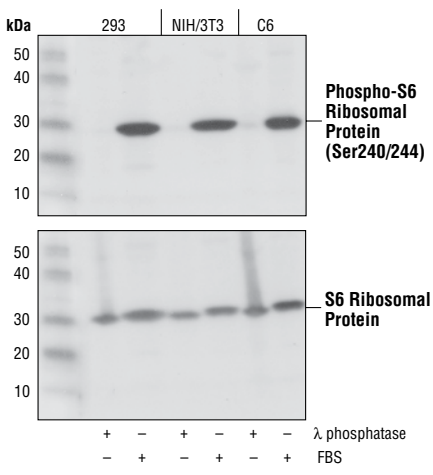 kDa 293 NIH/3T3 C6
50
40
30
20
10
Phospho-S6
Ribosomal
Protein
(Ser240/244)
50
40
30
20
10
S6 Ribosomal
Protein
+ – + – + – λ phosphatase
– + – + – + FBS